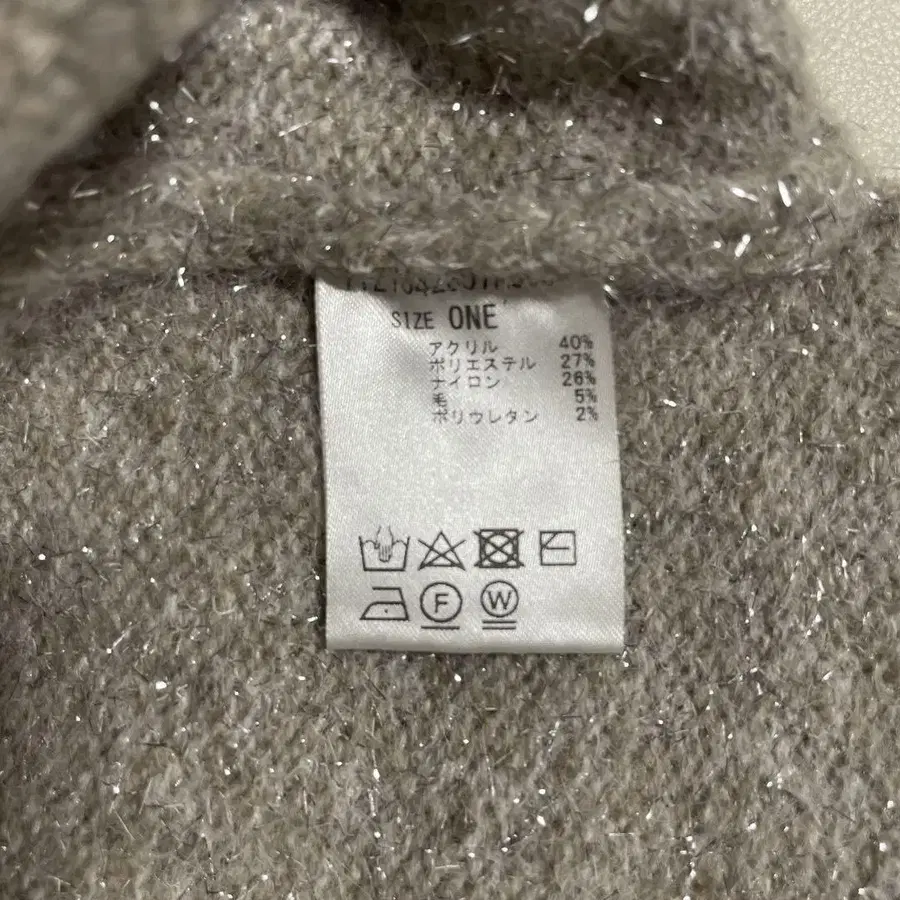 SIZE ONE
アクリル 40%
ポリエステル 27%
ナイロン 26%
毛 5%
ポリウレタン 2%
F W